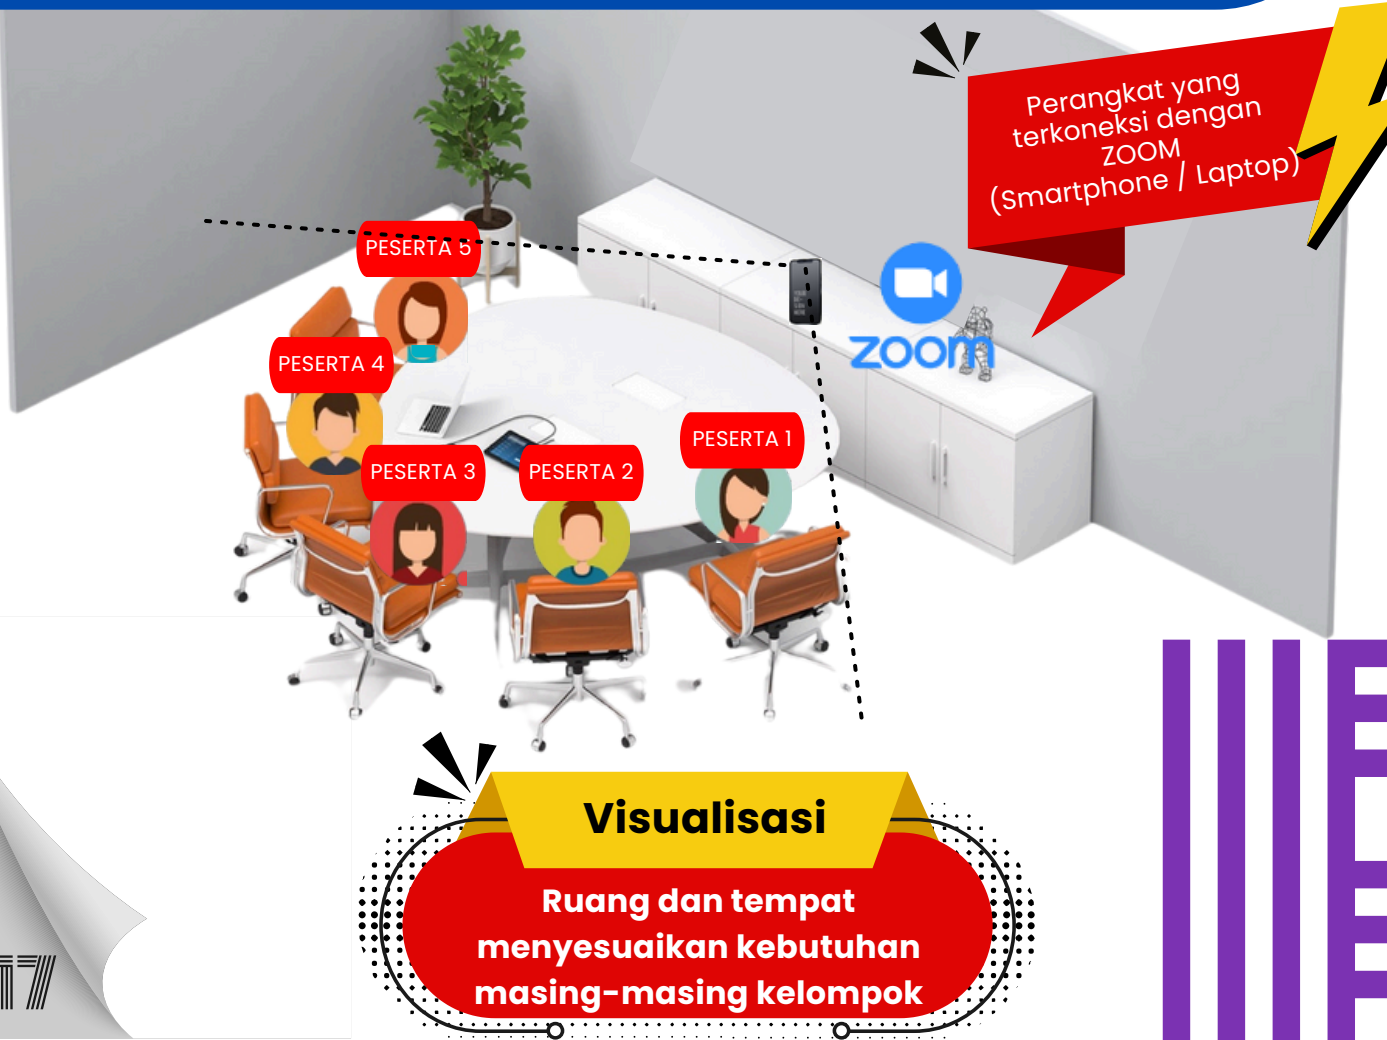 Perangkat yang
terkoneksi dengan
ZOOM
(Smartphone / Laptop)
PESERTA 5
zoom
PESERTA 4
PESERTA 1
PESERTA 3
PESERTA 2
Visualisasi
Ruang dan tempat
menyesuaikan kebutuhan
masing-masing kelompok